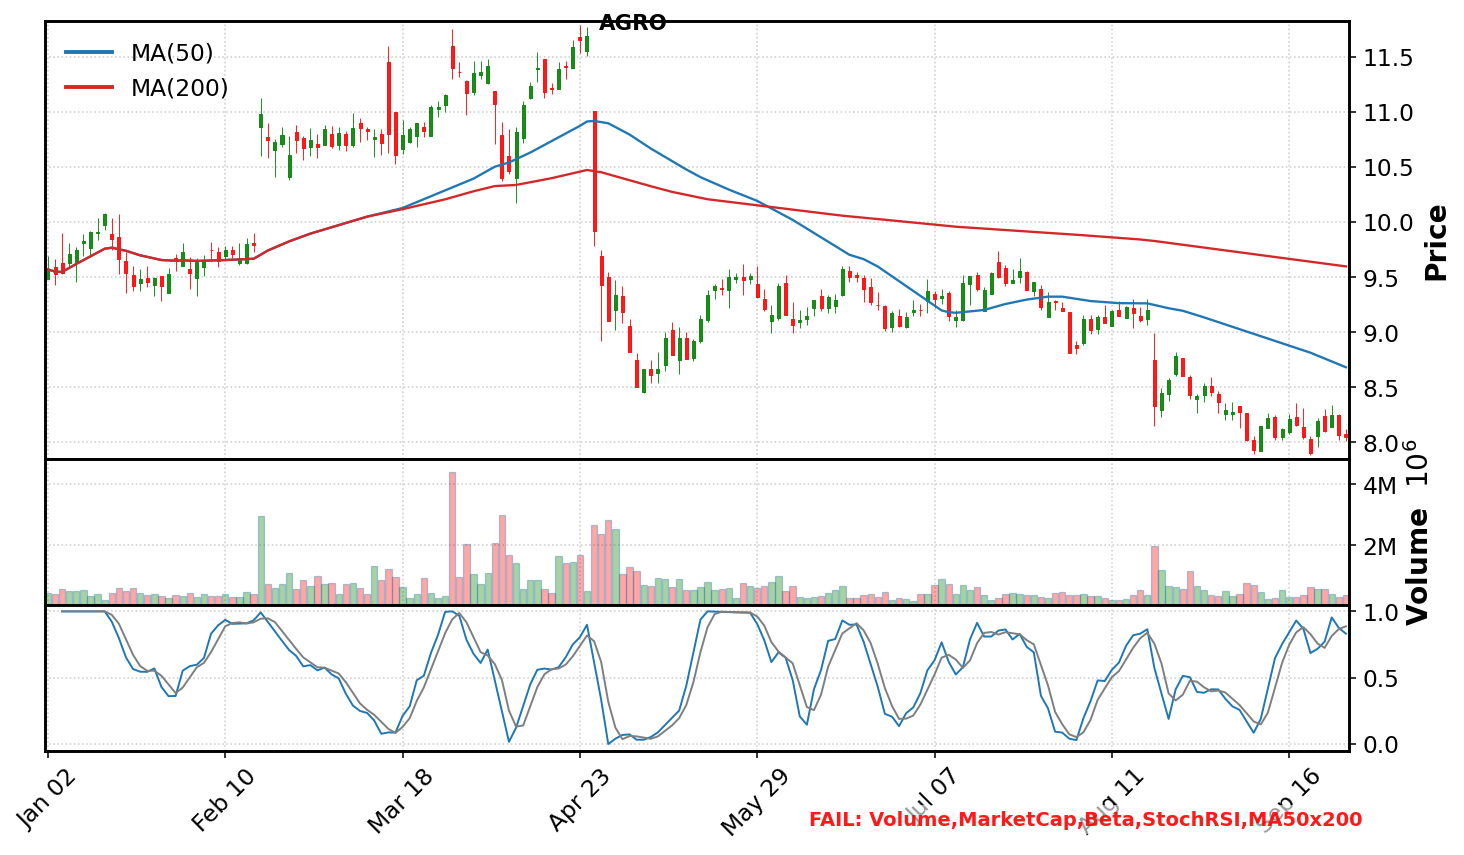 AGRO
MA(50)
MA(200)
11.5
11.0
10.5
10.0
9.5
9.0
8.5
8.0
Price
4M
2M
Volume 10⁶
1.0
0.5
0.0
Jan 02
Feb 10
Mar 18
Apr 23
May 29
Jul 07
Aug 11
Sep 16
FAIL: Volume,MarketCap,Beta,StochRSI,MA50x200